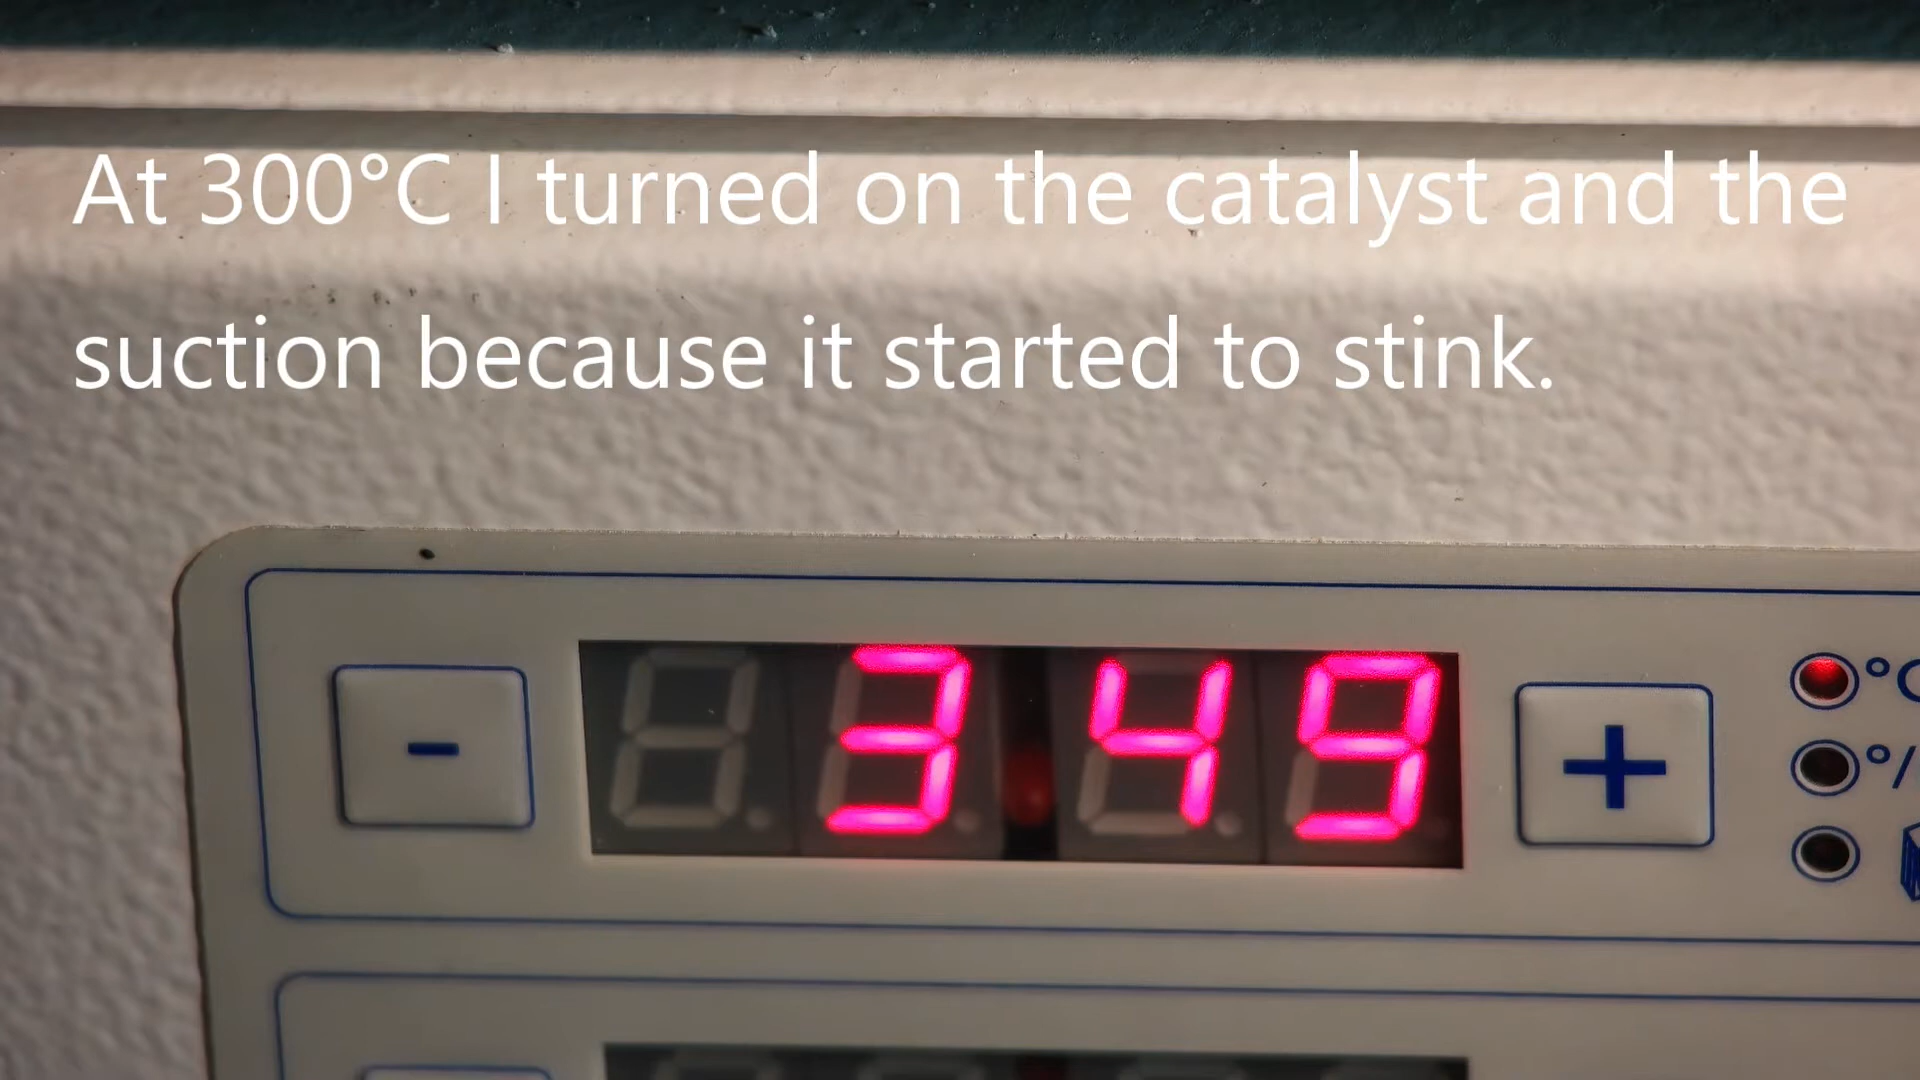 At 300°C I turned on the catalyst and the
suction because it started to stink.
- 349 + °C
°/